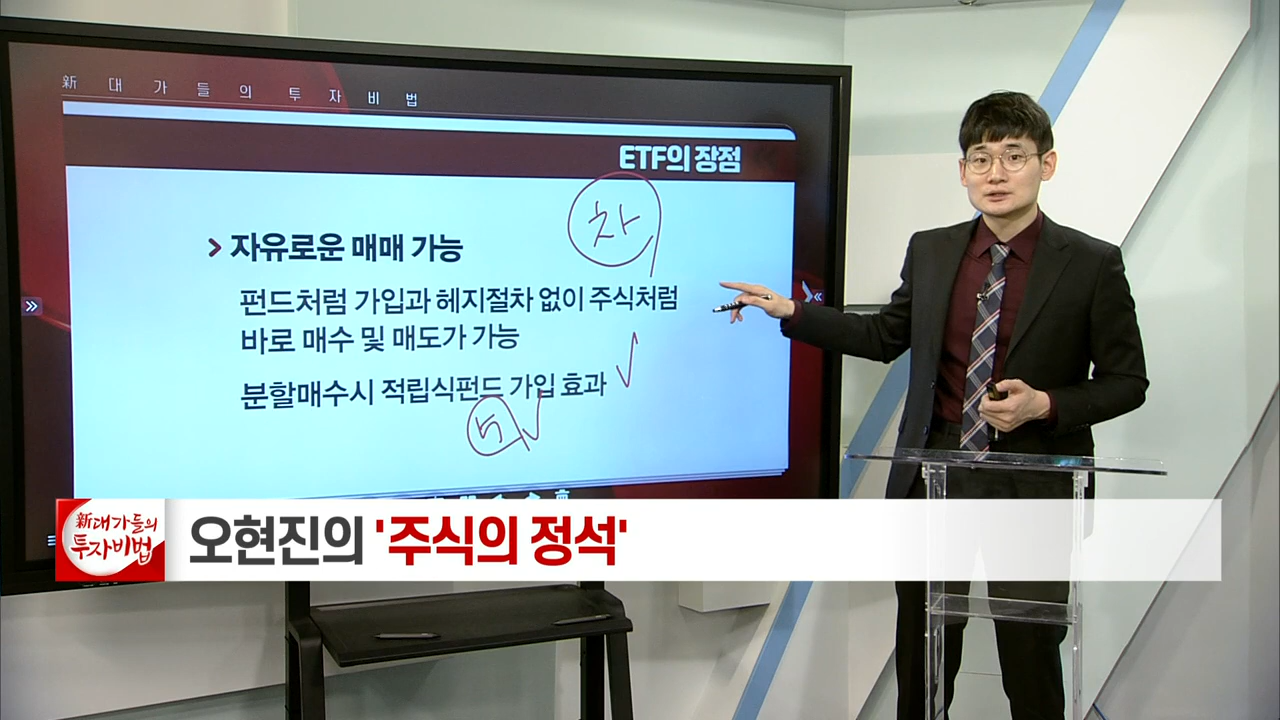 新 대가들의 투자비법
ETF의 장점
차
자유로운 매매 가능
펀드처럼 가입과 헤지절차 없이 주식처럼
바로 매수 및 매도가 가능
분할매수시 적립식펀드 가입 효과
5
新대가들의
투자비법
오현진의 '주식의 정석'